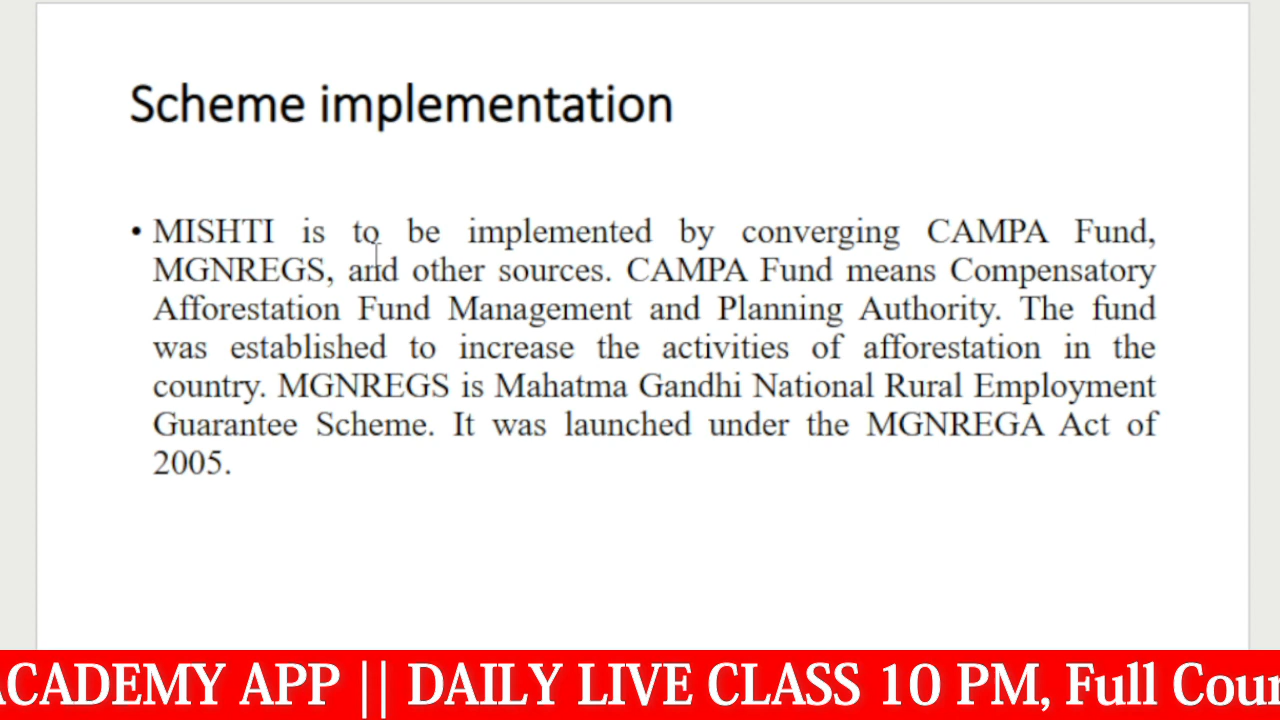 Scheme implementation
• MISHTI is to be implemented by converging CAMPA Fund,
MGNREGS, and other sources. CAMPA Fund means Compensatory
Afforestation Fund Management and Planning Authority. The fund
was established to increase the activities of afforestation in the
country. MGNREGS is Mahatma Gandhi National Rural Employment
Guarantee Scheme. It was launched under the MGNREGA Act of
2005.
ACADEMY APP || DAILY LIVE CLASS 10 PM, Full